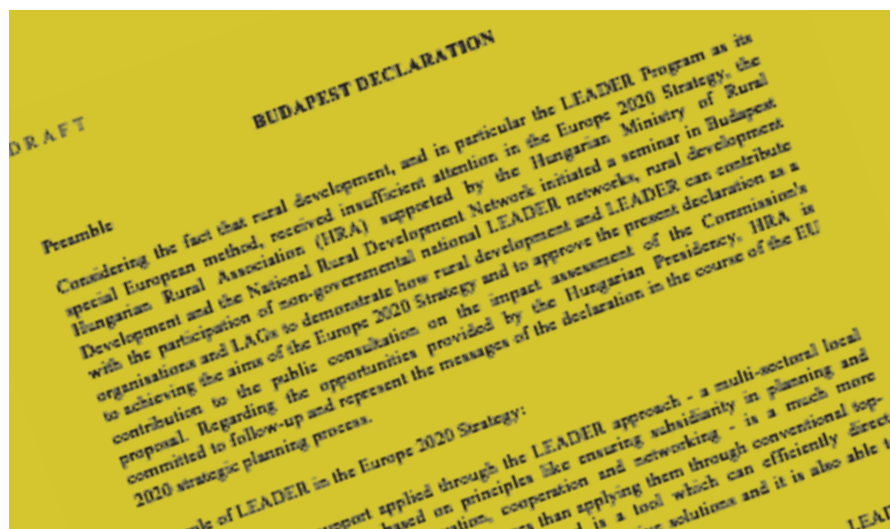 DRAFT
BUDAPEST DECLARATION
Preamble
Considering the fact that rural development, and in particular the LEADER Program as its
special European method, received insufficient attention in the Europe 2020 Strategy, the
Hungarian Rural Association (HRA) supported by the Hungarian Ministry of Rural
Development and the National Rural Development Network initiated a seminar in Budapest
with the participation of non-governmental national LEADER networks, rural development
organisations and LAGs to demonstrate how rural development and LEADER can contribute
to achieving the aims of the Europe 2020 Strategy and to approve the present declaration as a
contribution to the public consultation on the impact assessment of the Commission's
proposal. Regarding the opportunities provided by the Hungarian Presidency, HRA is
committed to follow-up and represent the messages of the declaration in the course of the EU
2020 strategic planning process.
of LEADER in the Europe 2020 Strategy:
applied through the LEADER approach - a multi-sectoral local
based on principles like ensuring subsidiarity in planning and
cooperation and networking - is a much more
than applying them through conventional top-
is a tool which can efficiently direct
solutions and it is also able